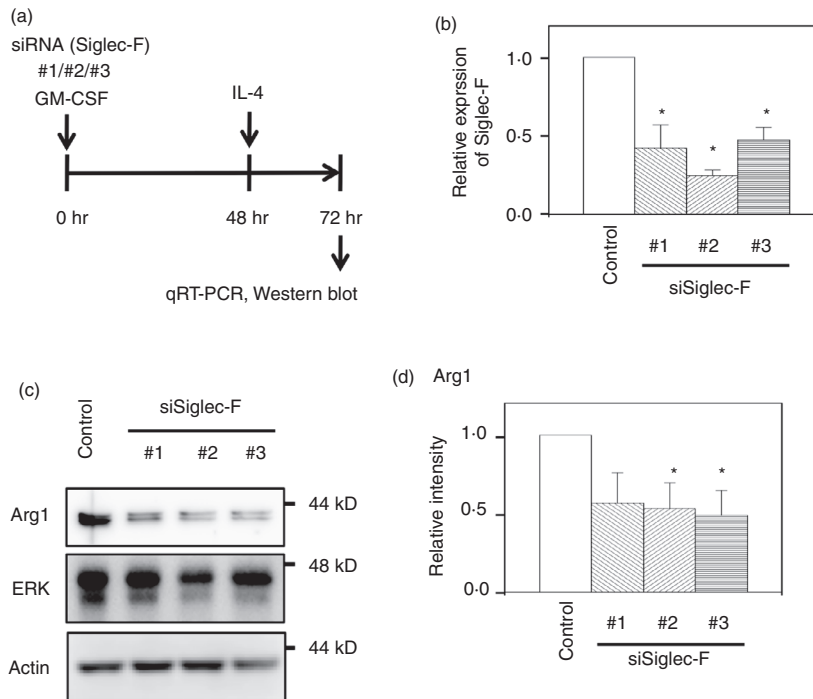 (a)
siRNA (Siglec-F)
#1/#2/#3
GM-CSF
IL-4
0 hr
48 hr
72 hr
qRT-PCR, Western blot
(b)
Relative exprssion
of Siglec-F
1·0
0·5
0·0
*
*
*
Control
#1
#2
#3
siSiglec-F
(c)
Control
siSiglec-F
#1
#2
#3
Arg1
44 kD
ERK
48 kD
Actin
44 kD
(d)
Arg1
Relative intensity
1·0
0·5
0·0
*
*
Control
#1
#2
#3
siSiglec-F